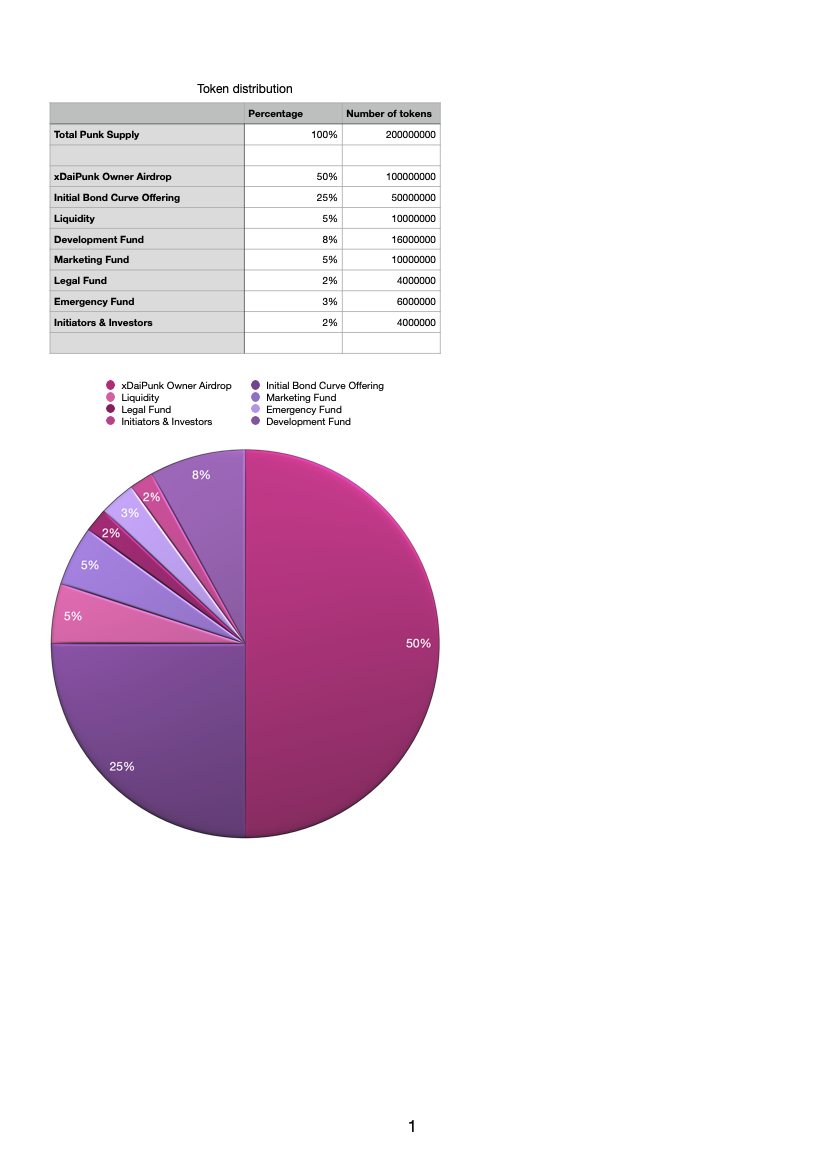 Token distribution
Percentage Number of tokens
Total Punk Supply 100% 200000000
xDaiPunk Owner Airdrop 50% 100000000
Initial Bond Curve Offering 25% 50000000
Liquidity 5% 10000000
Development Fund 8% 16000000
Marketing Fund 5% 10000000
Legal Fund 2% 4000000
Emergency Fund 3% 6000000
Initiators & Investors 2% 4000000
xDaiPunk Owner Airdrop Initial Bond Curve Offering
Liquidity Marketing Fund
Legal Fund Emergency Fund
Initiators & Investors Development Fund
8%
2%
3%
2%
5%
5%
50%
25%
1